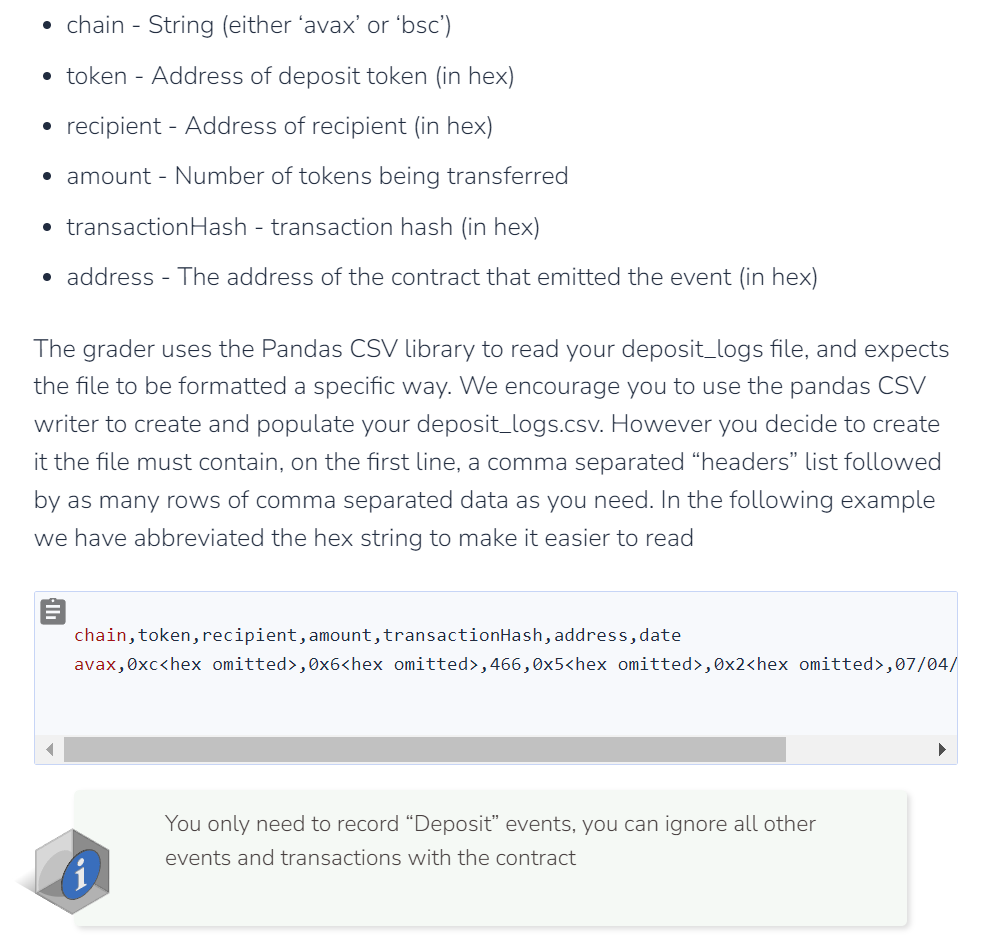 chain - String (either ‘avax’ or ‘bsc’)
token - Address of deposit token (in hex)
recipient - Address of recipient (in hex)
amount - Number of tokens being transferred
transactionHash - transaction hash (in hex)
address - The address of the contract that emitted the event (in hex)
The grader uses the Pandas CSV library to read your deposit_logs file, and expects
the file to be formatted a specific way. We encourage you to use the pandas CSV
writer to create and populate your deposit_logs.csv. However you decide to create
it the file must contain, on the first line, a comma separated “headers” list followed
by as many rows of comma separated data as you need. In the following example
we have abbreviated the hex string to make it easier to read
chain,token,recipient,amount,transactionHash,address,date
avax,0xc<hex omitted>,0x6<hex omitted>,466,0x5<hex omitted>,0x2<hex omitted>,07/04/
You only need to record “Deposit” events, you can ignore all other
events and transactions with the contract